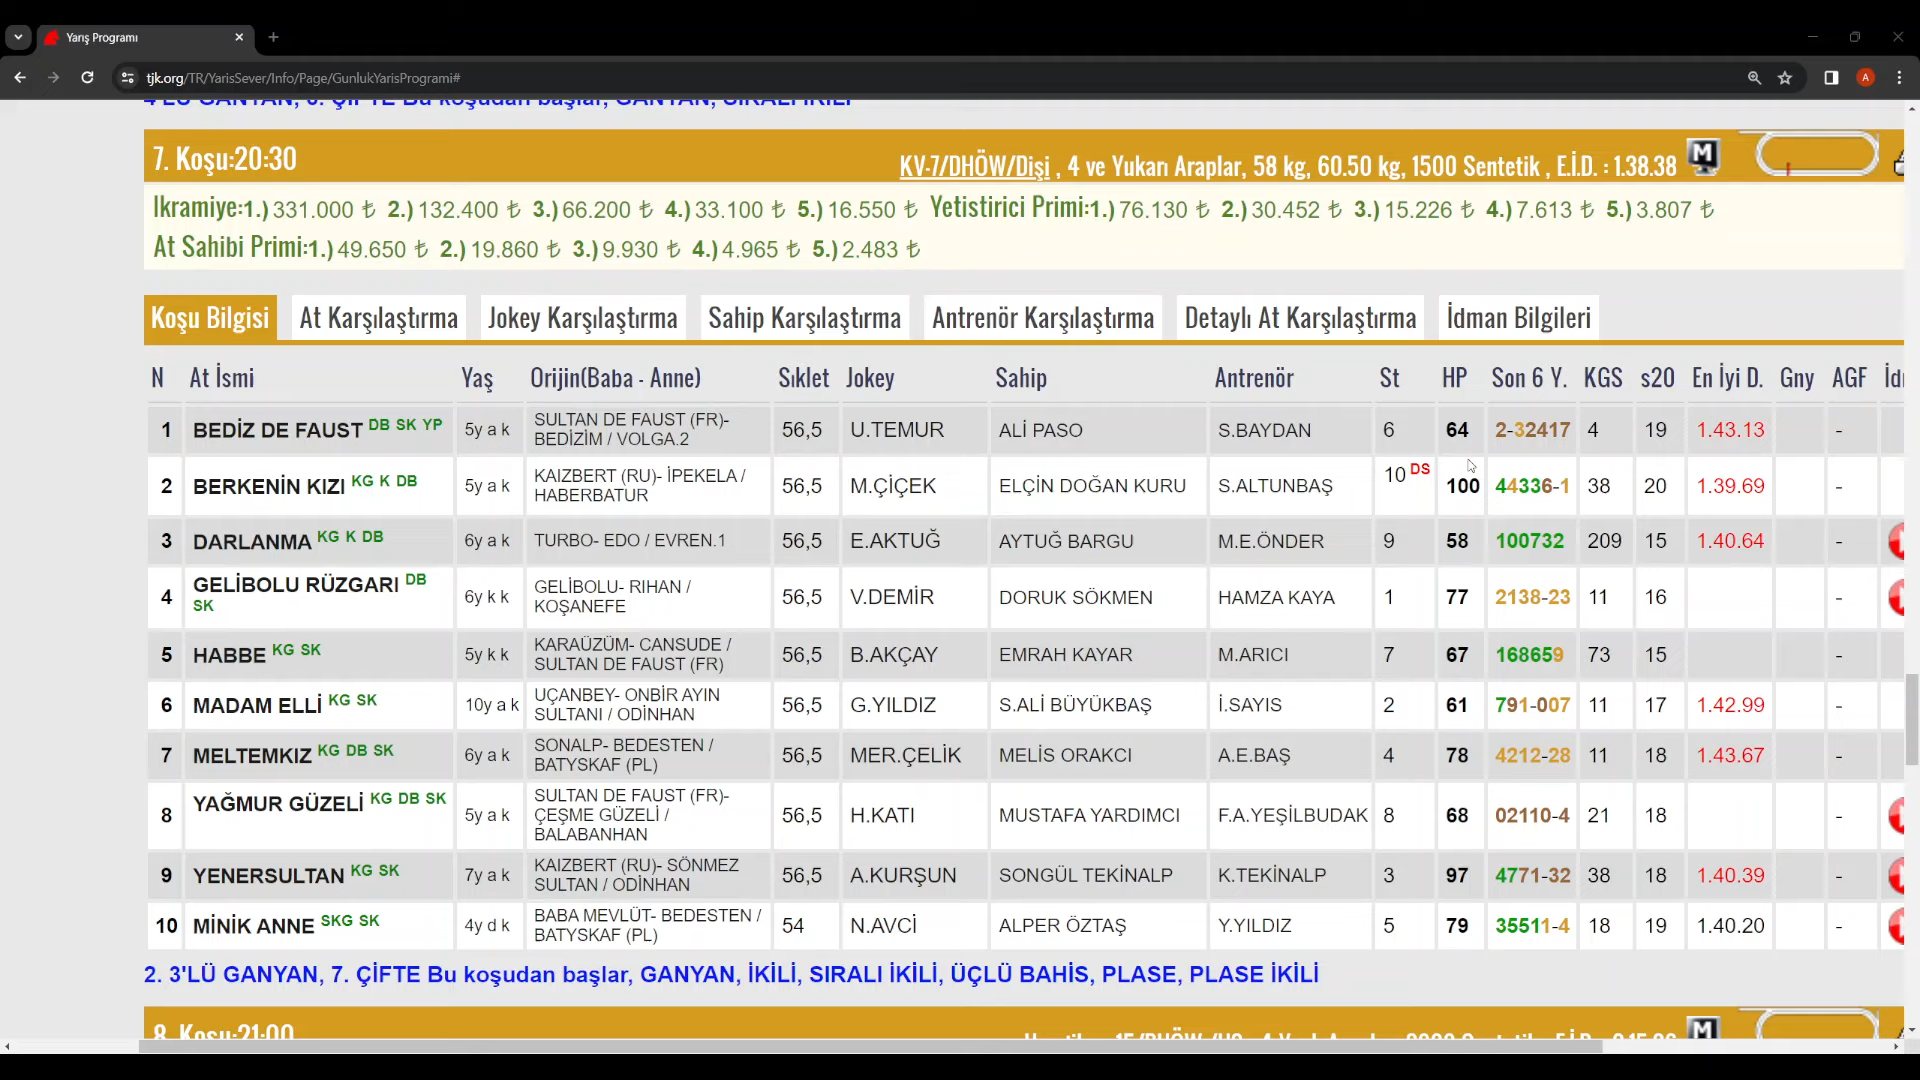 Yarış Programı
tjk.org/TR/YarisSever/Info/Page/GunlukYarisProgrami#
A
4'LÜ GANYAN, 6. ÇİFTE Bu koşudan başlar, GANYAN, SIRALI İKİLİ
7. Koşu:20:30
KV-7/DHÖW/Dişi , 4 ve Yukarı Araplar, 58 kg, 60.50 kg, 1500 Sentetik , E.İ.D. : 1.38.38
M
Ikramiye:1.) 331.000 ₺ 2.) 132.400 ₺ 3.) 66.200 ₺ 4.) 33.100 ₺ 5.) 16.550 ₺ Yetistirici Primi:1.) 76.130 ₺ 2.) 30.452 ₺ 3.) 15.226 ₺ 4.) 7.613 ₺ 5.) 3.807 ₺
At Sahibi Primi:1.) 49.650 ₺ 2.) 19.860 ₺ 3.) 9.930 ₺ 4.) 4.965 ₺ 5.) 2.483 ₺
Koşu Bilgisi At Karşılaştırma Jokey Karşılaştırma Sahip Karşılaştırma Antrenör Karşılaştırma Detaylı At Karşılaştırma İdman Bilgileri
N At İsmi Yaş Orijin(Baba - Anne) Sıklet Jokey Sahip Antrenör St HP Son 6 Y. KGS s20 En İyi D. Gny AGF
1 BEDİZ DE FAUST DB SK YP 5y a k SULTAN DE FAUST (FR)- BEDİZİM / VOLGA.2 56,5 U.TEMUR ALİ PASO S.BAYDAN 6 64 2-32417 4 19 1.43.13 -
2 BERKENİN KIZI KG K DB 5y a k KAIZBERT (RU)- İPEKELA / HABERBATUR 56,5 M.ÇİÇEK ELÇİN DOĞAN KURU S.ALTUNBAŞ 10 DS 100 44336-1 38 20 1.39.69 -
3 DARLANMA KG K DB 6y a k TURBO- EDO / EVREN.1 56,5 E.AKTUĞ AYTUĞ BARGU M.E.ÖNDER 9 58 100732 209 15 1.40.64 -
4 GELİBOLU RÜZGARI DB SK 6y k k GELİBOLU- RIHAN / KOŞANEFE 56,5 V.DEMİR DORUK SÖKMEN HAMZA KAYA 1 77 2138-23 11 16 -
5 HABBE KG SK 5y k k KARAÜZÜM- CANSUDE / SULTAN DE FAUST (FR) 56,5 B.AKÇAY EMRAH KAYAR M.ARICI 7 67 168659 73 15 -
6 MADAM ELLİ KG SK 10y a k UÇANBEY- ONBİR AYIN SULTANI / ODİNHAN 56,5 G.YILDIZ S.ALİ BÜYÜKBAŞ İ.SAYIS 2 61 791-007 11 17 1.42.99 -
7 MELTEMKIZ KG DB SK 6y a k SONALP- BEDESTEN / BATYSKAF (PL) 56,5 MER.ÇELİK MELİS ORAKCI A.E.BAŞ 4 78 4212-28 11 18 1.43.67 -
8 YAĞMUR GÜZELİ KG DB SK 5y a k SULTAN DE FAUST (FR)- ÇEŞME GÜZELİ / BALABANHAN 56,5 H.KATI MUSTAFA YARDIMCI F.A.YEŞİLBUDAK 8 68 02110-4 21 18 -
9 YENERSULTAN KG SK 7y a k KAIZBERT (RU)- SÖNMEZ SULTAN / ODİNHAN 56,5 A.KURŞUN SONGÜL TEKİNALP K.TEKİNALP 3 97 4771-32 38 18 1.40.39 -
10 MİNİK ANNE SKG SK 4y d k BABA MEVLÜT- BEDESTEN / BATYSKAF (PL) 54 N.AVCİ ALPER ÖZTAŞ Y.YILDIZ 5 79 35511-4 18 19 1.40.20 -
2. 3'LÜ GANYAN, 7. ÇİFTE Bu koşudan başlar, GANYAN, İKİLİ, SIRALI İKİLİ, ÜÇLÜ BAHİS, PLASE, PLASE İKİLİ
8. Koşu:21:00
M